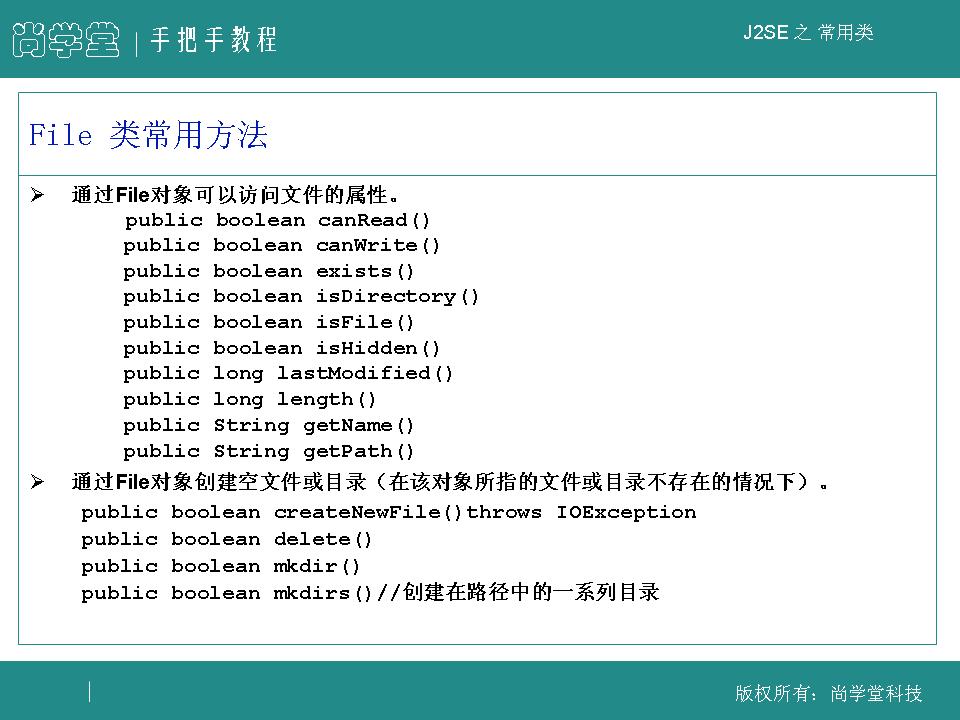 尚学堂 | 手把手教程
J2SE 之 常用类
File 类常用方法
➢ 通过File对象可以访问文件的属性。
public boolean canRead()
public boolean canWrite()
public boolean exists()
public boolean isDirectory()
public boolean isFile()
public boolean isHidden()
public long lastModified()
public long length()
public String getName()
public String getPath()
➢ 通过File对象创建空文件或目录（在该对象所指的文件或目录不存在的情况下）。
public boolean createNewFile()throws IOException
public boolean delete()
public boolean mkdir()
public boolean mkdirs()//创建在路径中的一系列目录
版权所有：尚学堂科技